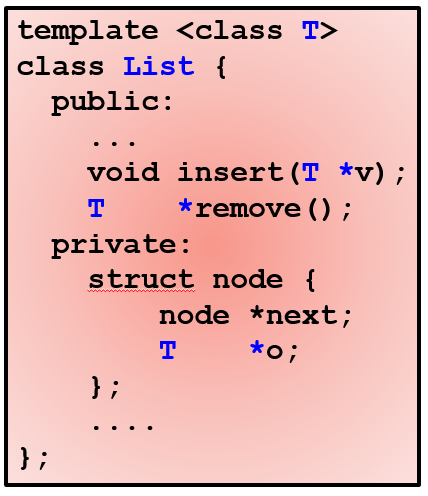 template <class T>
class List {
public:
...
void insert(T *v);
T *remove();
private:
struct node {
node *next;
T *o;
};
....
};